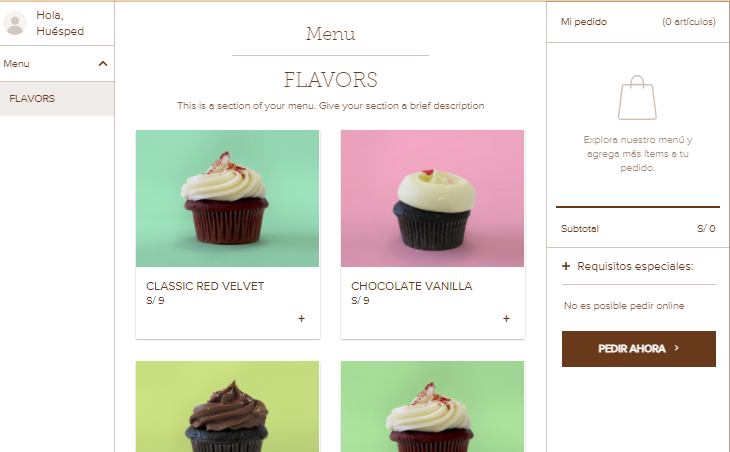 Hola,
Huésped
Menu
FLAVORS
Menu
FLAVORS
This is a section of your menu. Give your section a brief description
CLASSIC RED VELVET
S/ 9
+
CHOCOLATE VANILLA
S/ 9
+
Mi pedido (0 artículos)
Explora nuestro menú y
agrega más ítems a tu
pedido.
Subtotal S/ 0
+ Requisitos especiales:
No es posible pedir online
PEDIR AHORA >